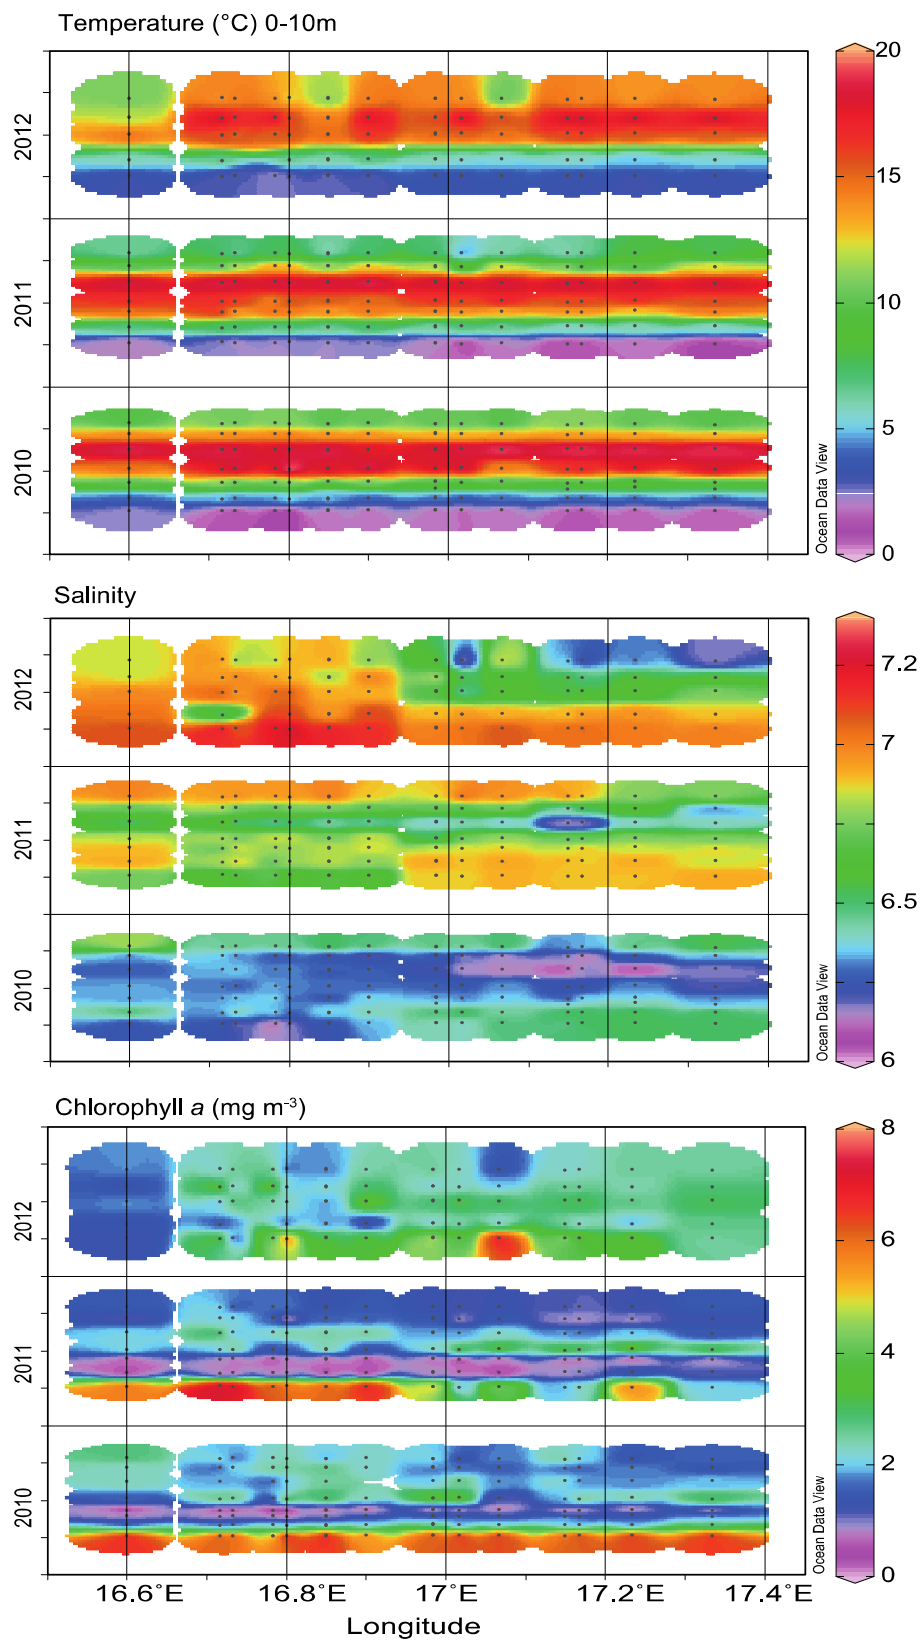 Temperature (°C) 0-10m
2012
2011
2010
20
15
10
5
0
Ocean Data View
Salinity
2012
2011
2010
7.2
7
6.5
6
Ocean Data View
Chlorophyll a (mg m⁻³)
2012
2011
2010
8
6
4
2
0
Ocean Data View
16.6°E 16.8°E 17°E 17.2°E 17.4°E
Longitude